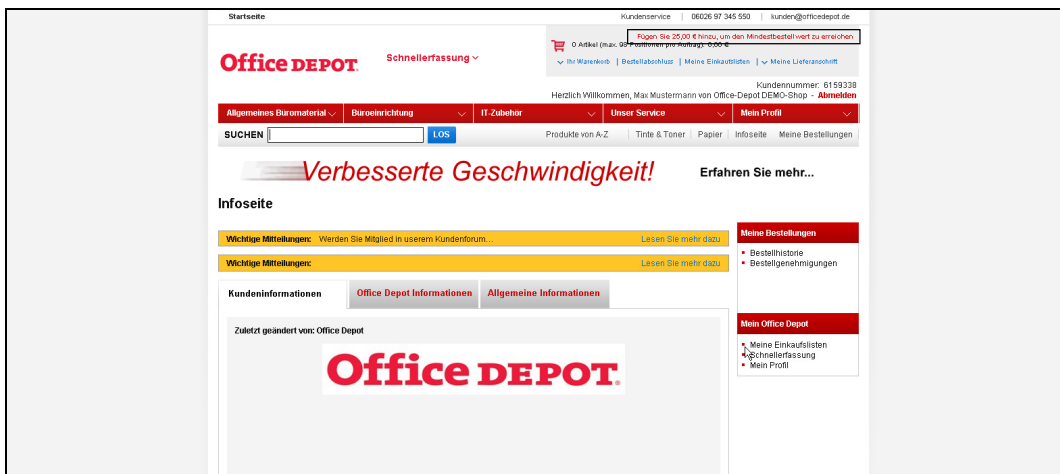 Startseite
Kundenservice | 06026 97 345 550 | kunden@officedepot.de
Fügen Sie 25,00 € hinzu, um den Mindestbestellwert zu erreichen
0 Artikel (max. 98 Positionen pro Auftrag): 0,00 €
Office DEPOT.
Schnellerfassung
Ihr Warenkorb | Bestellabschluss | Meine Einkaufslisten | Meine Lieferanschrift
Kundennummer: 6159338
Herzlich Willkommen, Max Mustermann von Office-Depot DEMO-Shop - Abmelden
Allgemeines Büromaterial Büroeinrichtung IT-Zubehör Unser Service Mein Profil
SUCHEN LOS Produkte von A-Z | Tinte & Toner | Papier | Infoseite Meine Bestellungen
Verbesserte Geschwindigkeit! Erfahren Sie mehr...
Infoseite
Wichtige Mitteilungen: Werden Sie Mitglied in userem Kundenforum... Lesen Sie mehr dazu
Wichtige Mitteilungen: Lesen Sie mehr dazu
Kundeninformationen Office Depot Informationen Allgemeine Informationen
Zuletzt geändert von: Office Depot
Office DEPOT.
Meine Bestellungen
Bestellhistorie
Bestellgenehmigungen
Mein Office Depot
Meine Einkaufslisten
Schnellerfassung
Mein Profil